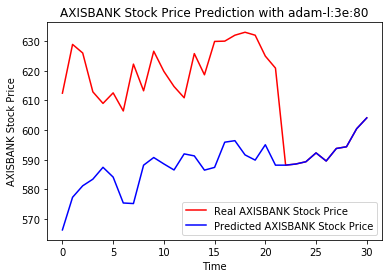 AXISBANK Stock Price Prediction with adam-l:3e:80
AXISBANK Stock Price
630
620
610
600
590
580
570
Real AXISBANK Stock Price
Predicted AXISBANK Stock Price
0 5 10 15 20 25 30
Time